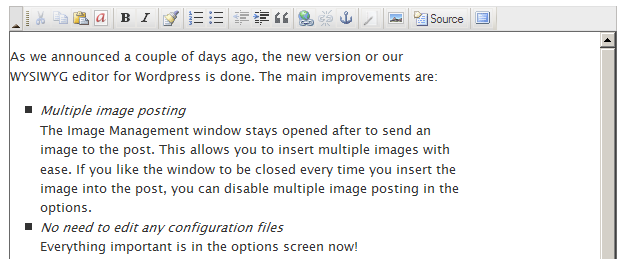 B I Source
As we announced a couple of days ago, the new version or our
WYSIWYG editor for Wordpress is done. The main improvements are:
Multiple image posting
The Image Management window stays opened after to send an
image to the post. This allows you to insert multiple images with
ease. If you like the window to be closed every time you insert the
image into the post, you can disable multiple image posting in the
options.
No need to edit any configuration files
Everything important is in the options screen now!